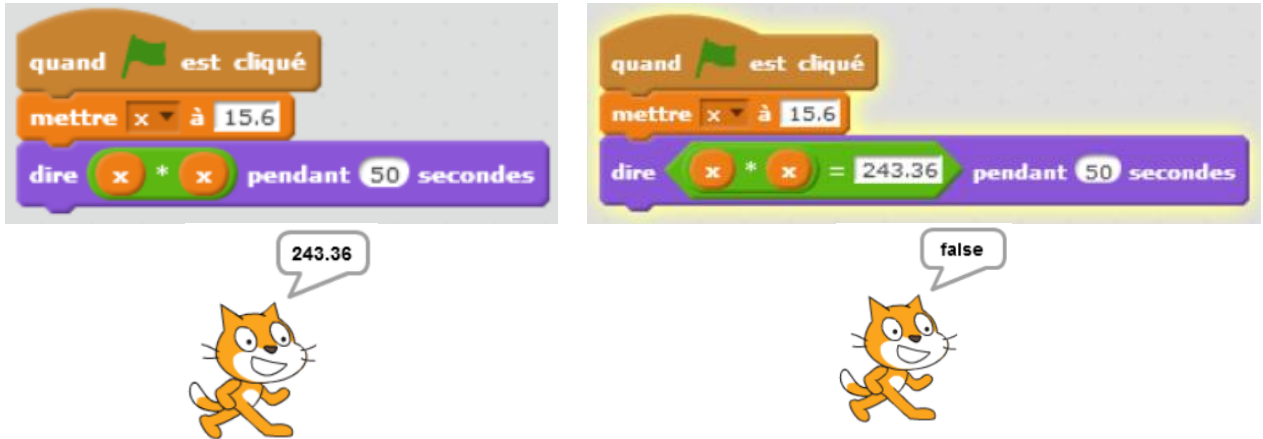 quand est cliqué
mettre x à 15.6
dire x * x pendant 50 secondes
243.36
quand est cliqué
mettre x à 15.6
dire x * x = 243.36 pendant 50 secondes
false